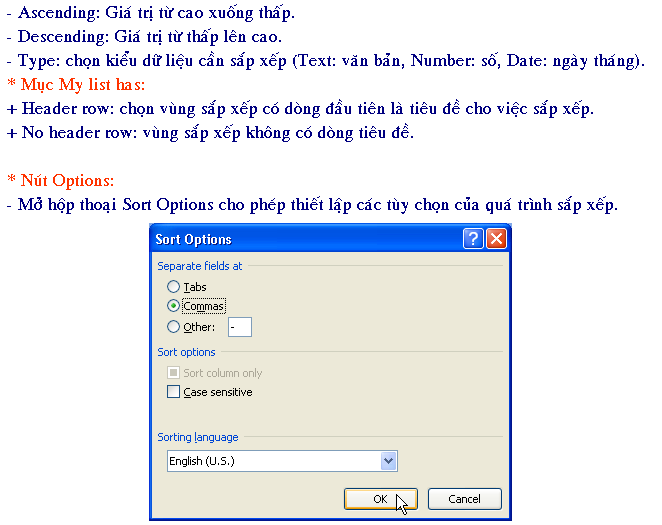 - Ascending: Giá trị từ cao xuống thấp.
- Descending: Giá trị từ thấp lên cao.
- Type: chọn kiểu dữ liệu cần sắp xếp (Text: văn bản, Number: số, Date: ngày tháng).
* Mục My list has:
+ Header row: chọn vùng sắp xếp có dòng đầu tiên là tiêu đề cho việc sắp xếp.
+ No header row: vùng sắp xếp không có dòng tiêu đề.
* Nút Options:
- Mở hộp thoại Sort Options cho phép thiết lập các tùy chọn của quá trình sắp xếp.
Sort Options
Separate fields at
Tabs
Commas
Other: -
Sort options
Sort column only
Case sensitive
Sorting language
English (U.S.)
OK Cancel